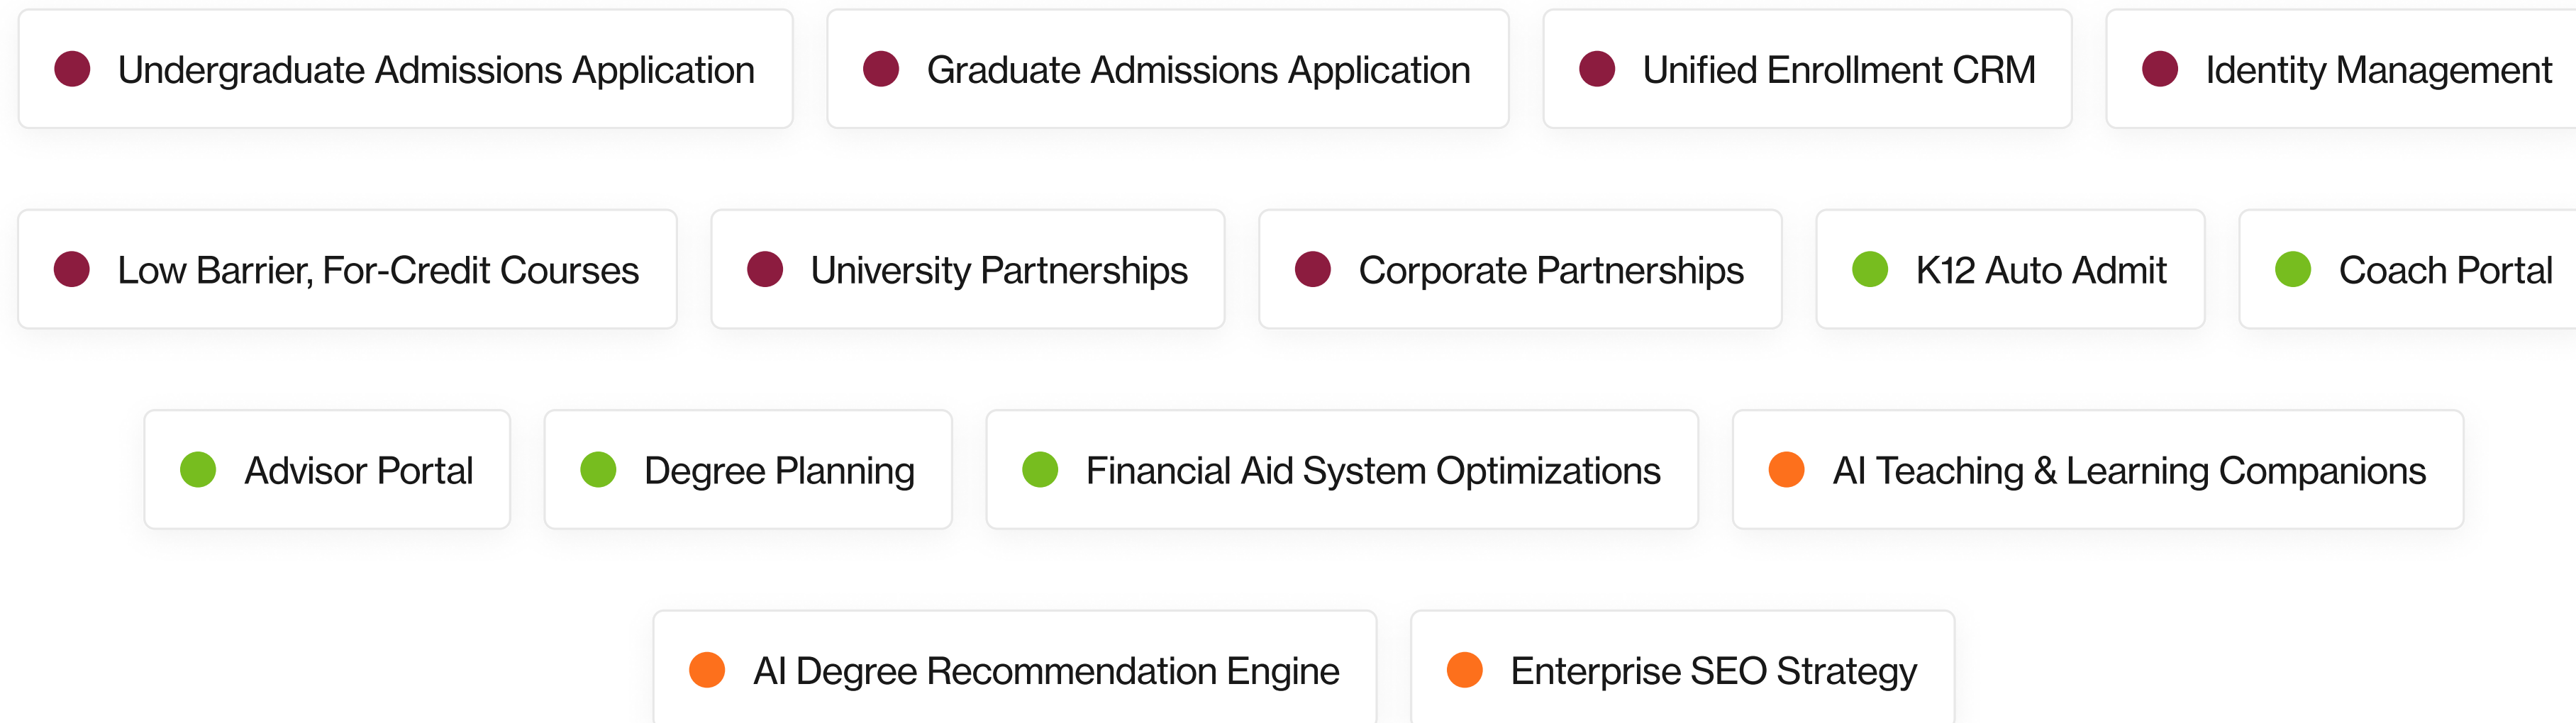 Undergraduate Admissions Application
Graduate Admissions Application
Unified Enrollment CRM
Identity Management
Low Barrier, For-Credit Courses
University Partnerships
Corporate Partnerships
K12 Auto Admit
Coach Portal
Advisor Portal
Degree Planning
Financial Aid System Optimizations
AI Teaching & Learning Companions
AI Degree Recommendation Engine
Enterprise SEO Strategy